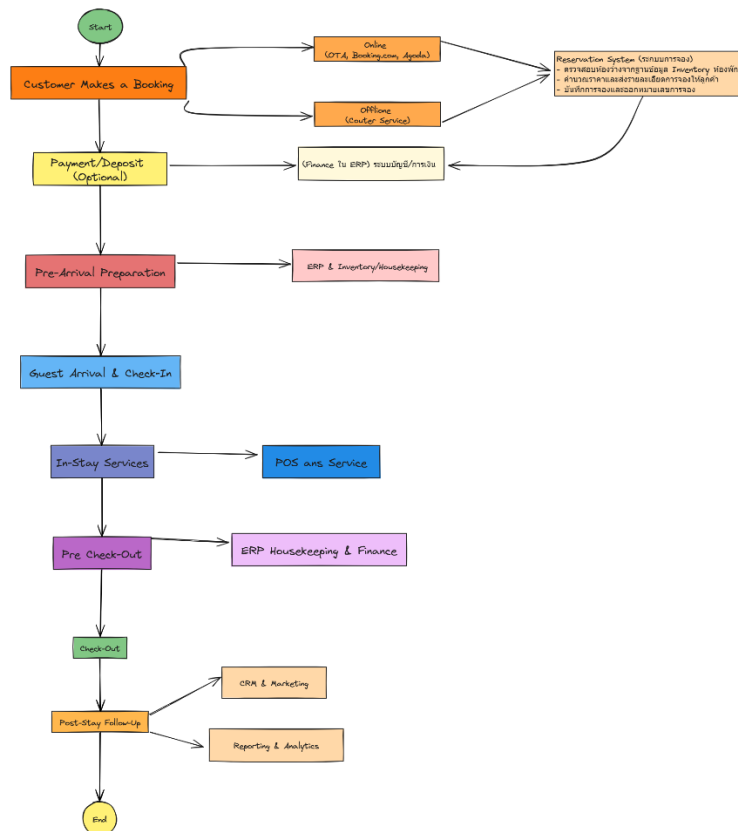 Start
Online
(OTA, Booking.com, Agoda)
Reservation System (ระกบบการจอง)
- ตรวจสอบห้องว่างจากฐานข้อมูล Inventory ห้องพัก
- คำนวณราคาและส่งรายละเอียดการจองให้ลูกค้า
- บันทึกการจองและออกหมายเลขการจอง
Customer Makes a Booking
Offlone
(Couter Service)
Payment/Deposit
(Optional)
(Finance ใน ERP) ระบบบัญชี/การเงิน
Pre-Arrival Preparation
ERP & Inventory/Housekeeping
Guest Arrival & Check-In
In-Stay Services
POS ans Service
Pre Check-Out
ERP Housekeeping & Finance
Check-Out
CRM & Marketing
Post-Stay Follow-Up
Reporting & Analytics
End